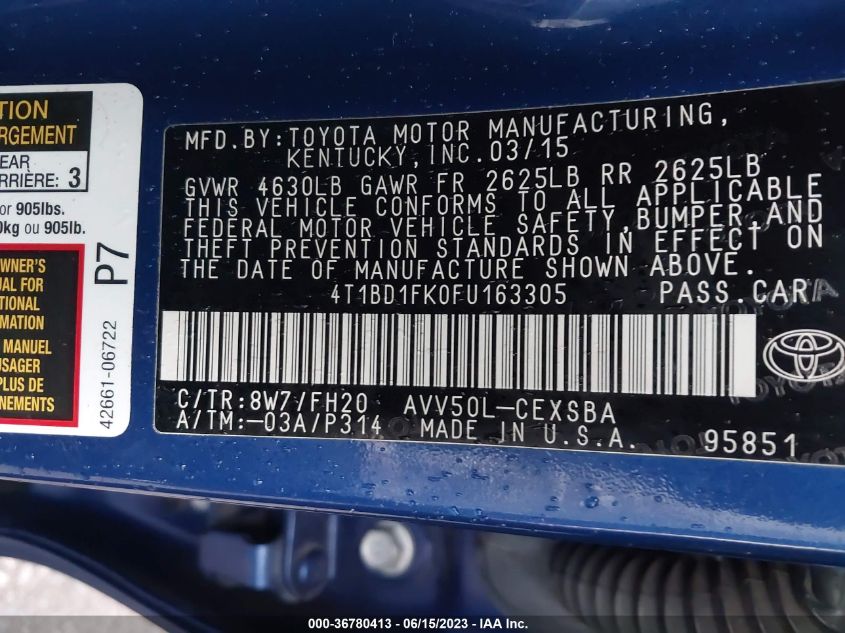 TION
ERGEMENT
EAR
ARRIÈRE: 3
or 905lbs.
0kg ou 905lb.
WNER'S
UAL FOR
TIONAL
MATION
MANUEL
USAGER
PLUS DE
NEMENTS
P7
42661-06722
MFD.BY:TOYOTA MOTOR MANUFACTURING,
KENTUCKY,INC.03/15
GVWR 4630LB GAWR FR 2625LB RR 2625LB
THIS VEHICLE CONFORMS TO ALL APPLICABLE
FEDERAL MOTOR VEHICLE SAFETY,BUMPER,AND
THEFT PREVENTION STANDARDS IN EFFECT ON
THE DATE OF MANUFACTURE SHOWN ABOVE.
4T1BD1FK0FU163305 PASS.CAR
C/TR:8W7/FH20 AVV50L-CEXSBA
A/TM:-03A/P314 MADE IN U.S.A. 95851
000-36780413 - 06/15/2023 - © IAA Holdings, LLC.